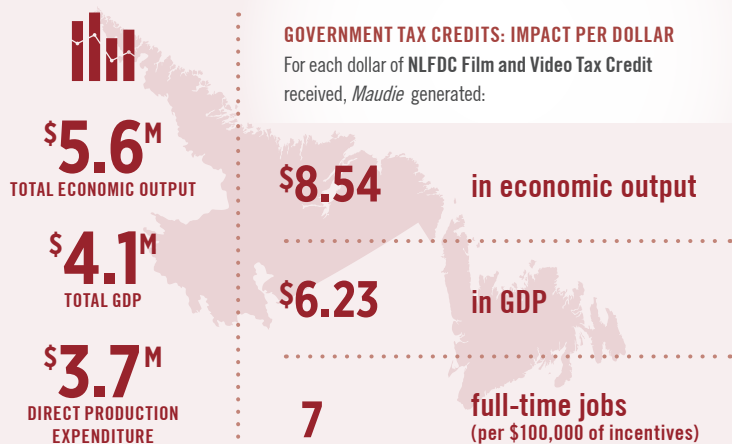 $5.6M
TOTAL ECONOMIC OUTPUT
$4.1M
TOTAL GDP
$3.7M
DIRECT PRODUCTION
EXPENDITURE
GOVERNMENT TAX CREDITS: IMPACT PER DOLLAR
For each dollar of NLFDC Film and Video Tax Credit
received, Maudie generated:
$8.54 in economic output
$6.23 in GDP
7 full-time jobs
(per $100,000 of incentives)